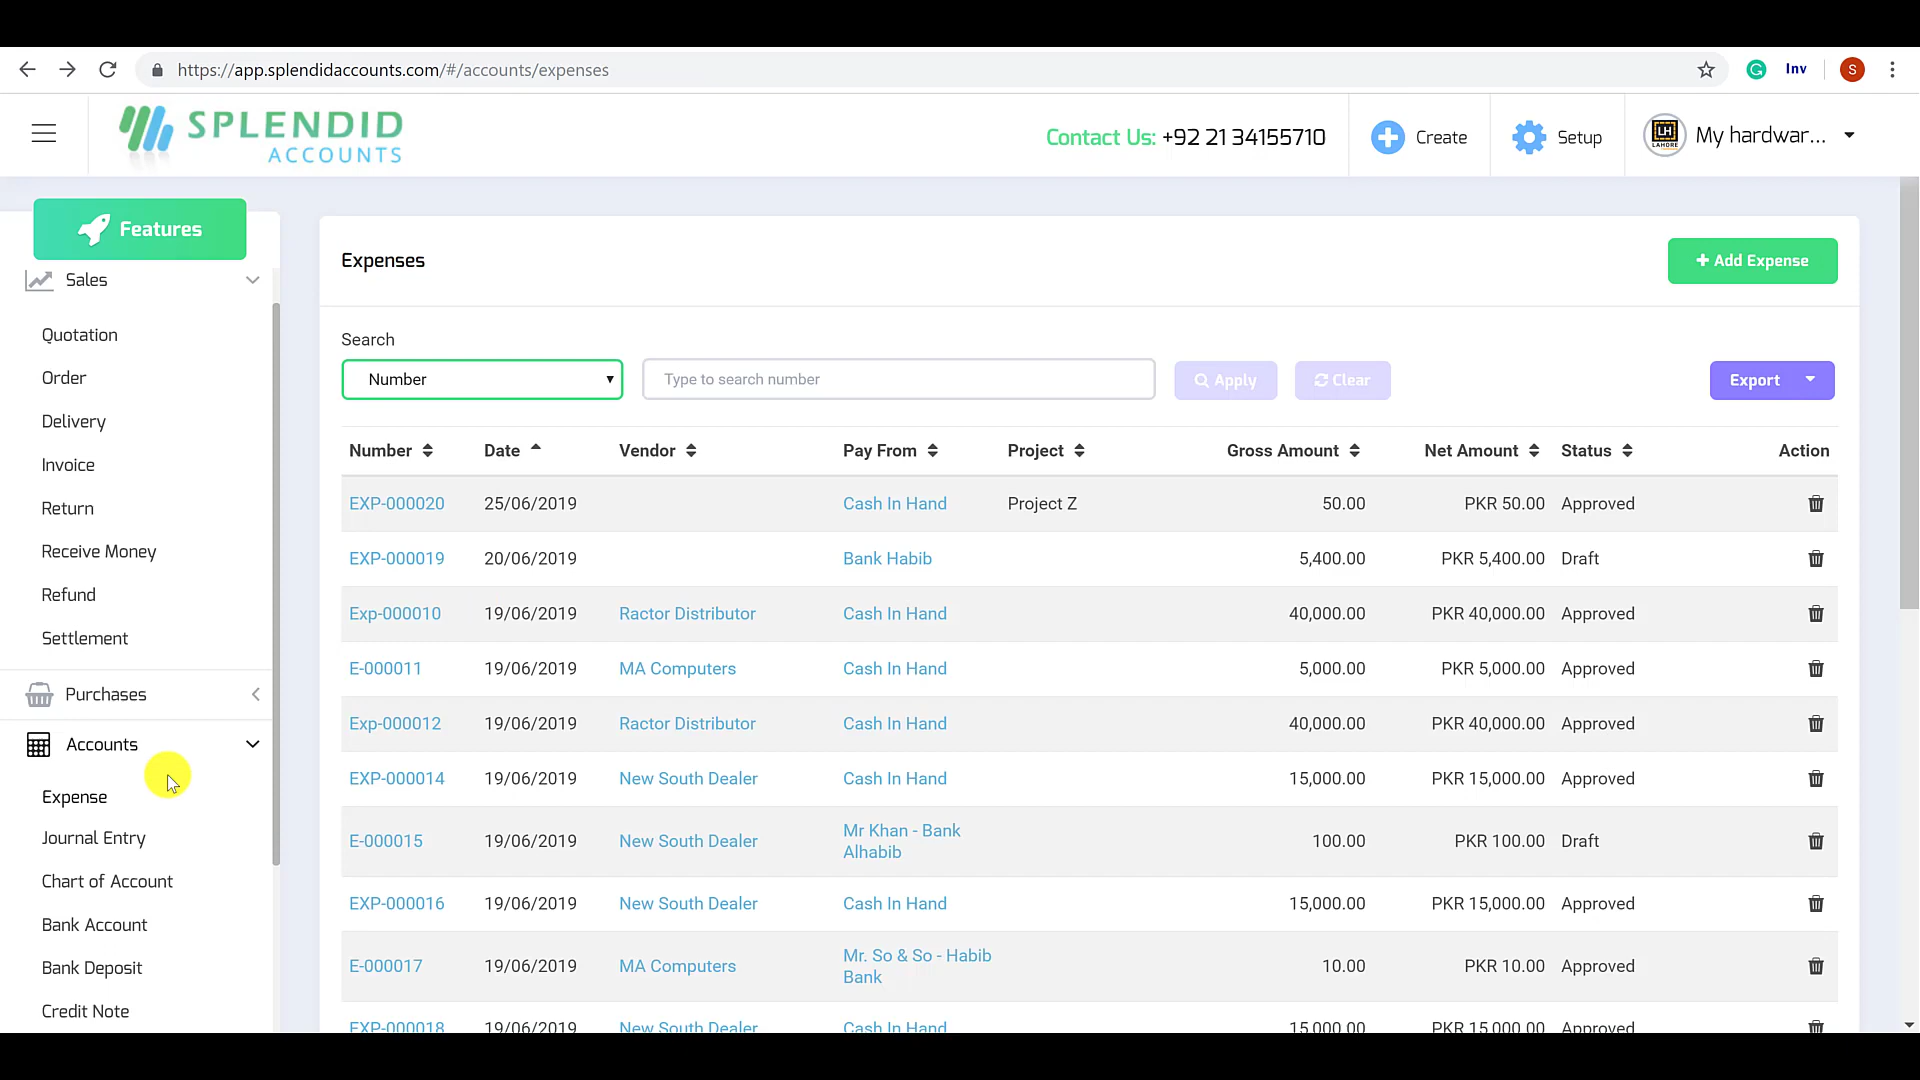 https://app.splendidaccounts.com/#/accounts/expenses
Inv
S
SPLENDID
ACCOUNTS
Contact Us: +92 21 34155710
Create
Setup
LH
LAHORE
My hardwar...
Features
Sales
Quotation
Order
Delivery
Invoice
Return
Receive Money
Refund
Settlement
Purchases
Accounts
Expense
Journal Entry
Chart of Account
Bank Account
Bank Deposit
Credit Note
Expenses
+ Add Expense
Search
Number
Type to search number
Apply
Clear
Export
Number Date Vendor Pay From Project Gross Amount Net Amount Status Action
EXP-000020 25/06/2019 Cash In Hand Project Z 50.00 PKR 50.00 Approved
EXP-000019 20/06/2019 Bank Habib 5,400.00 PKR 5,400.00 Draft
Exp-000010 19/06/2019 Ractor Distributor Cash In Hand 40,000.00 PKR 40,000.00 Approved
E-000011 19/06/2019 MA Computers Cash In Hand 5,000.00 PKR 5,000.00 Approved
Exp-000012 19/06/2019 Ractor Distributor Cash In Hand 40,000.00 PKR 40,000.00 Approved
EXP-000014 19/06/2019 New South Dealer Cash In Hand 15,000.00 PKR 15,000.00 Approved
E-000015 19/06/2019 New South Dealer Mr Khan - Bank
Alhabib 100.00 PKR 100.00 Draft
EXP-000016 19/06/2019 New South Dealer Cash In Hand 15,000.00 PKR 15,000.00 Approved
E-000017 19/06/2019 MA Computers Mr. So & So - Habib
Bank 10.00 PKR 10.00 Approved
EXP-000018 19/06/2019 New South Dealer Cash In Hand 15,000.00 PKR 15,000.00 Approved